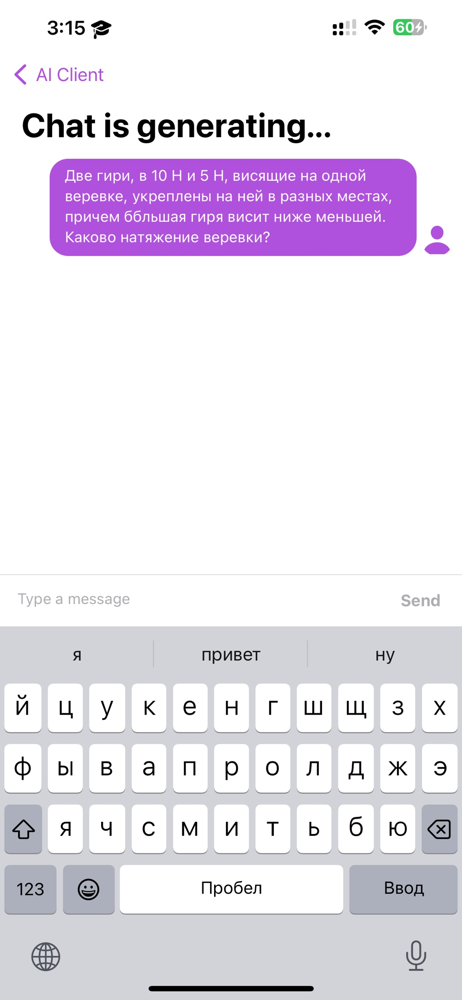 3:15
60
AI Client
Chat is generating...
Две гири, в 10 Н и 5 Н, висящие на одной
веревке, укреплены на ней в разных местах,
причем ббльшая гиря висит ниже меньшей.
Каково натяжение веревки?
Type a message
Send
я привет ну
й ц у к е н г ш щ з х
ф ы в а п р о л д ж э
я ч с м и т ь б ю
123 Пробел Ввод